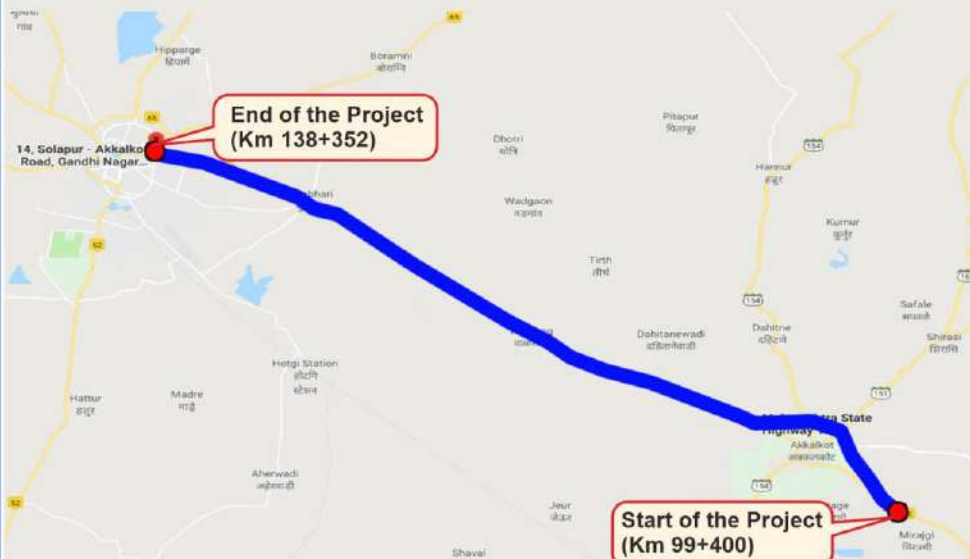 65
Hipparge
हिप्परगे
Boramni
बोरामणि
65
End of the Project
(Km 138+352)
14, Solapur - Akkalko
Road, Gandhi Nagar...
Pitapur
Dhotri
धोत्रि
154
Hannur
हन्नूर
Wadgaon
वडगांव
Kurnur
कुर्नूर
52
Tirth
तीर्थ
154
Safale
Dahitanewadi
दहितानेवाडी
Dahitne
दहिटणे
Shirasi
शिरसि
Hotgi Station
होटगि
स्टेशन
151
Hattur
हत्तुर
Madre
माद्रे
State
Highway
Akkalkot
अक्कलकोट
Aherwadi
अहेरवाडी
154
52
Jeur
जेऊर
Start of the Project
(Km 99+400)
Mirajgi
मिराजगी
Shaval